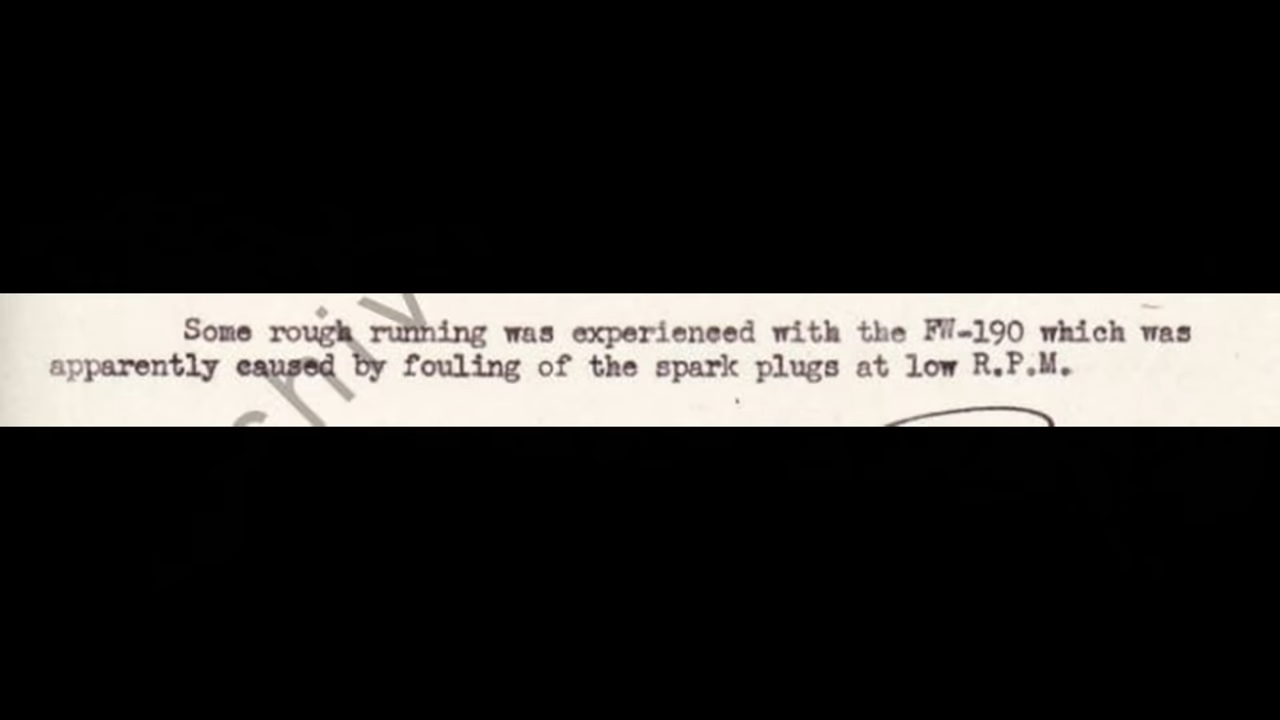 Some rough running was experienced with the FW-190 which was
apparently caused by fouling of the spark plugs at low R.P.M.